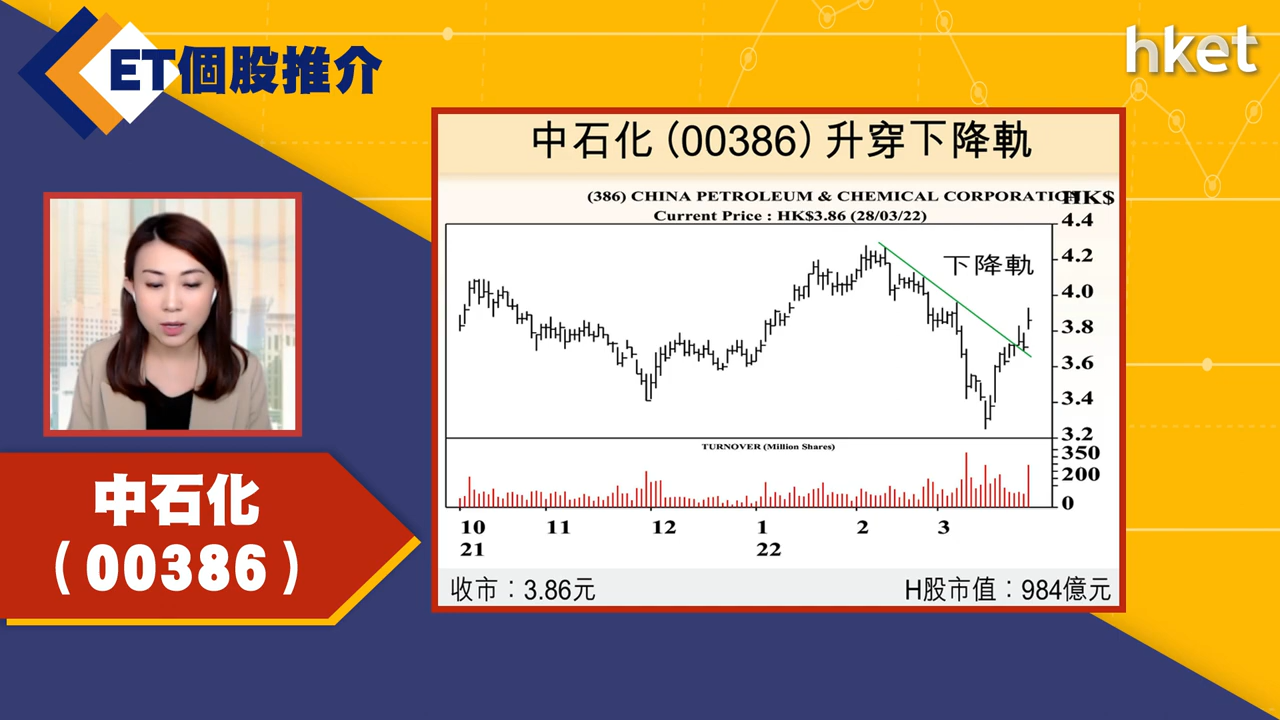 ET個股推介
hket
中石化(00386)升穿下降軌
(386) CHINA PETROLEUM & CHEMICAL CORPORATION
HK$
Current Price : HK$3.86 (28/03/22)
下降軌
4.4
4.2
4.0
3.8
3.6
3.4
3.2
TURNOVER (Million Shares)
350
200
0
10 11 12 1 2 3
21 22
收市：3.86元
H股市值：984億元
中石化
(00386)